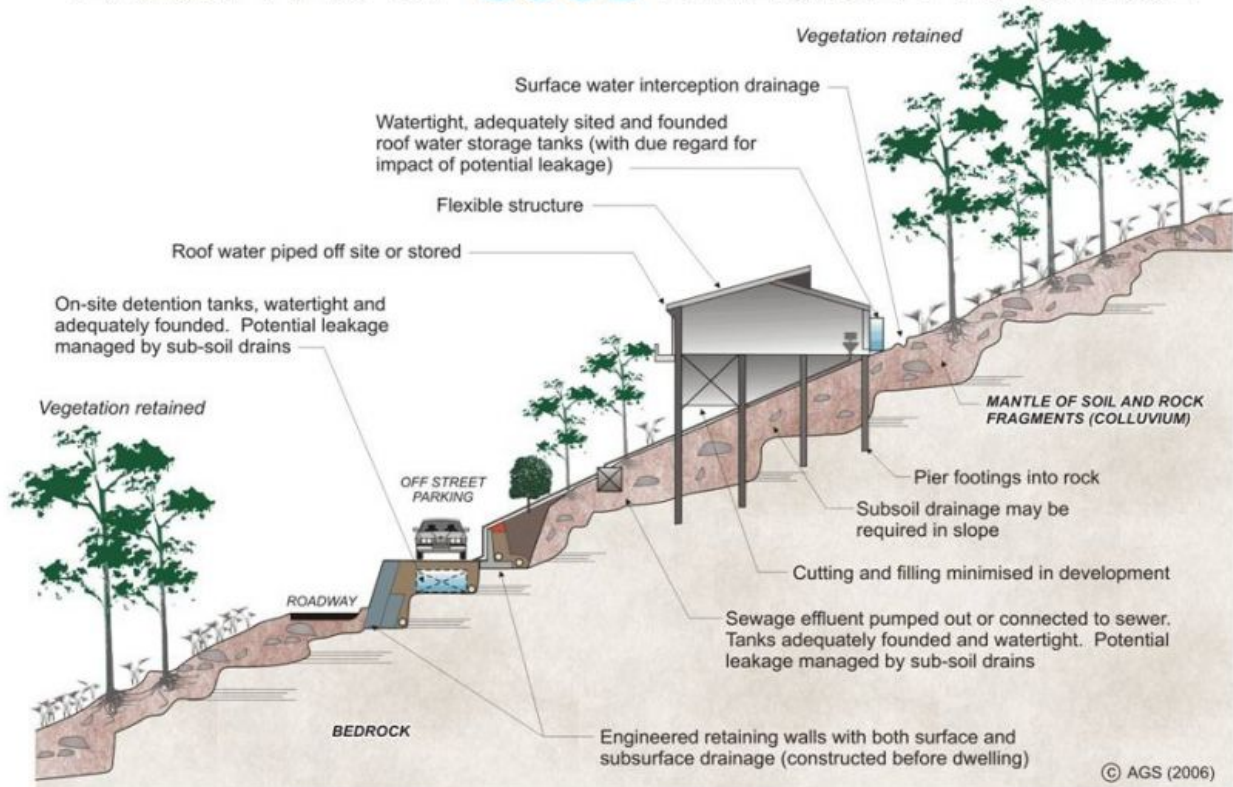 Vegetation retained
Surface water interception drainage
Watertight, adequately sited and founded
roof water storage tanks (with due regard for
impact of potential leakage)
Flexible structure
Roof water piped off site or stored
On-site detention tanks, watertight and
adequately founded. Potential leakage
managed by sub-soil drains
Vegetation retained
OFF STREET
PARKING
ROADWAY
MANTLE OF SOIL AND ROCK
FRAGMENTS (COLLUVIUM)
Pier footings into rock
Subsoil drainage may be
required in slope
Cutting and filling minimised in development
Sewage effluent pumped out or connected to sewer.
Tanks adequately founded and watertight. Potential
leakage managed by sub-soil drains
BEDROCK
Engineered retaining walls with both surface and
subsurface drainage (constructed before dwelling)
© AGS (2006)